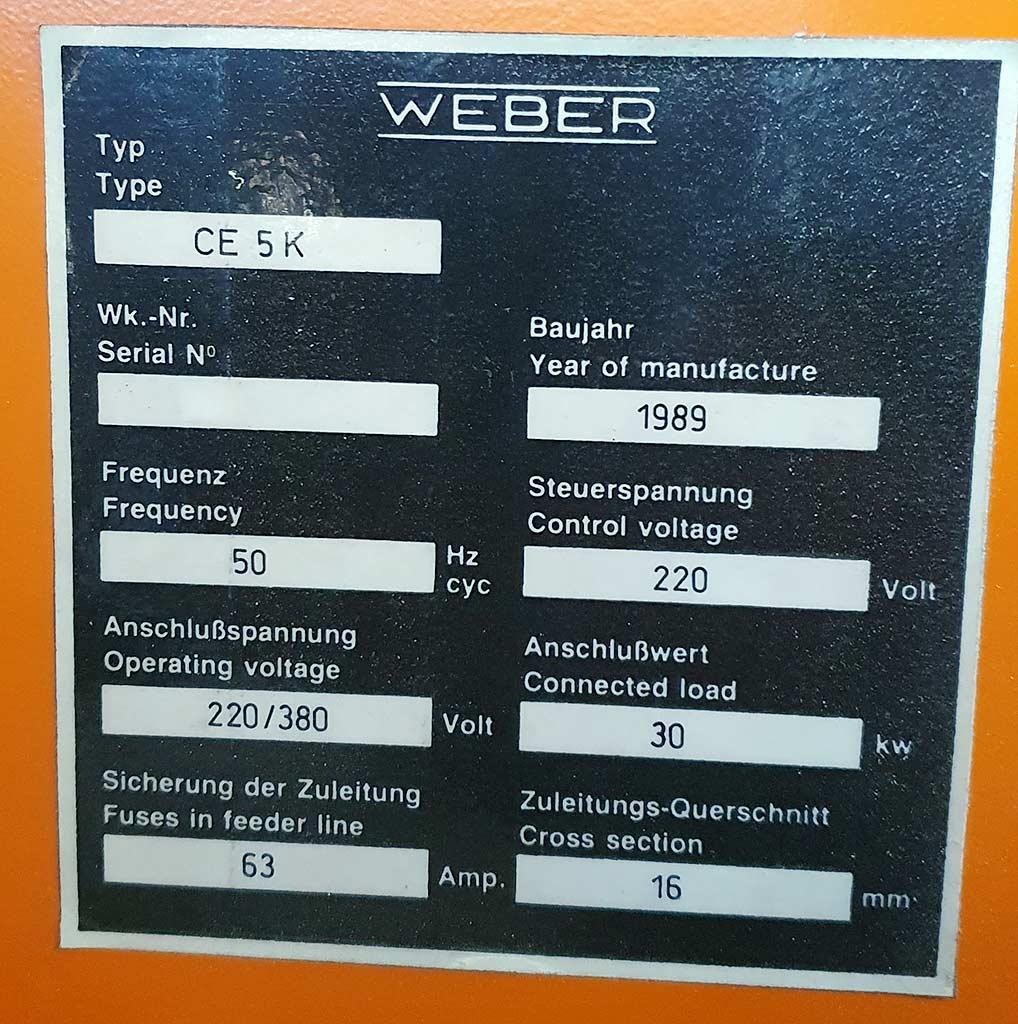 WEBER
Typ
Type
CE 5 K
Wk.-Nr.
Serial Nº
Baujahr
Year of manufacture
1989
Frequenz
Frequency
50
Hz
cyc
Steuerspannung
Control voltage
220
Volt
Anschlußspannung
Operating voltage
220/380
Volt
Anschlußwert
Connected load
30
kw
Sicherung der Zuleitung
Fuses in feeder line
63
Amp.
Zuleitungs-Querschnitt
Cross section
16
mm²